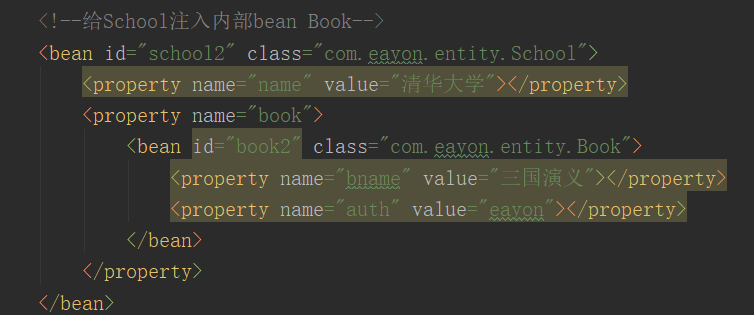 <!--给School注入内部bean Book-->
<bean id="school2" class="com.eayon.entity.School">
<property name="name" value="清华大学"></property>
<property name="book">
<bean id="book2" class="com.eayon.entity.Book">
<property name="bname" value="三国演义"></property>
<property name="auth" value="eayon"></property>
</bean>
</property>
</bean>